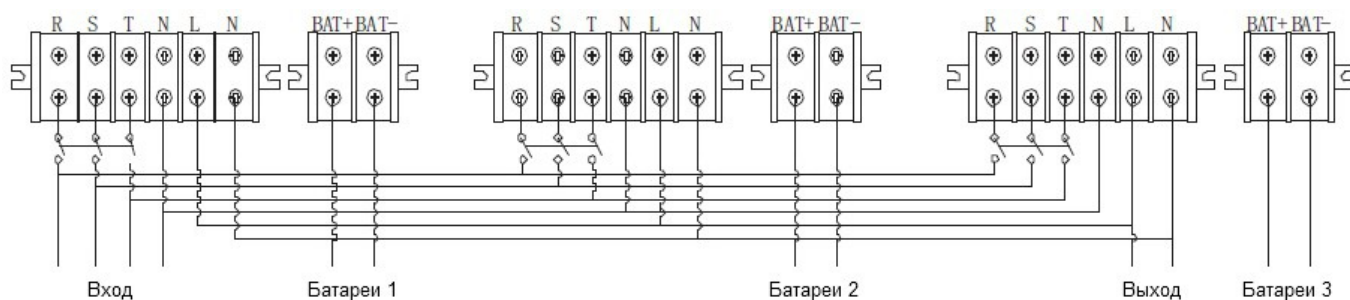 R S T N L N BAT+ BAT- R S T N L N BAT+ BAT- R S T N L N BAT+ BAT-
Вход Батареи 1 Батареи 2 Выход Батареи 3